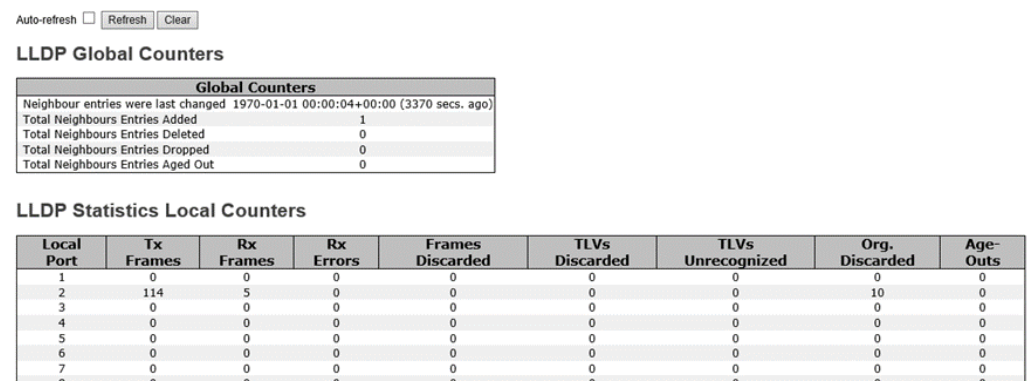 Auto-refresh Refresh Clear
LLDP Global Counters
Global Counters
Neighbour entries were last changed 1970-01-01 00:00:04+00:00 (3370 secs. ago)
Total Neighbours Entries Added 1
Total Neighbours Entries Deleted 0
Total Neighbours Entries Dropped 0
Total Neighbours Entries Aged Out 0
LLDP Statistics Local Counters
Local Port Tx Frames Rx Frames Rx Errors Frames Discarded TLVs Discarded TLVs Unrecognized Org. Discarded Age-Outs
1 0 0 0 0 0 0 0 0
2 114 5 0 0 0 0 10 0
3 0 0 0 0 0 0 0 0
4 0 0 0 0 0 0 0 0
5 0 0 0 0 0 0 0 0
6 0 0 0 0 0 0 0 0
7 0 0 0 0 0 0 0 0